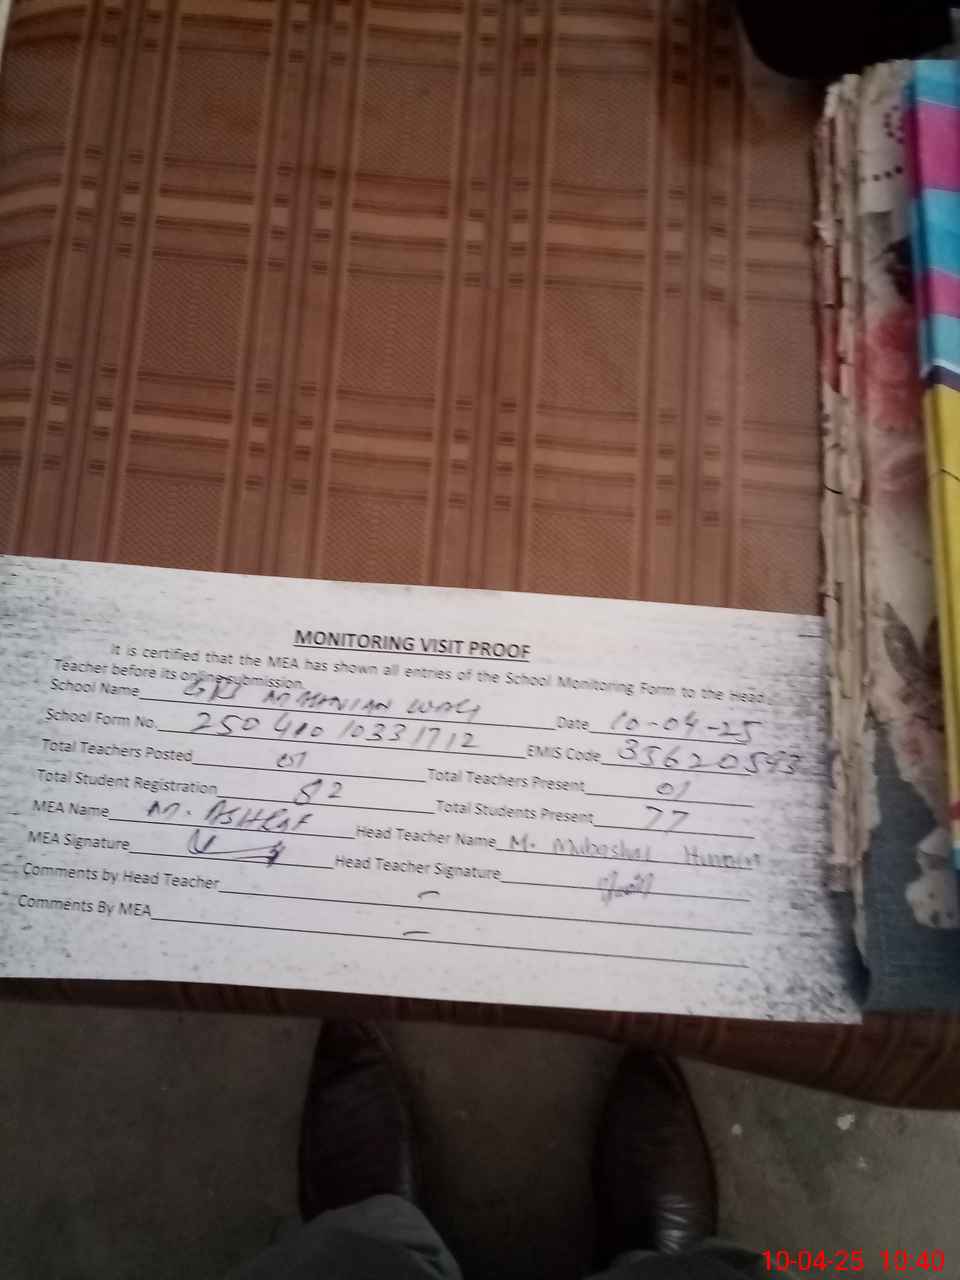 MONITORING VISIT PROOF
It is certified that the MEA has shown all entries of the School Monitoring Form to the Head
Teacher before its online submission.
School Name Date 10-04-25
School Form No. 250410 10331712 EMIS Code
Total Teachers Posted 01 Total Teachers Present 01
Total Student Registration 82 Total Students Present 77
MEA Name M. ASHRAF Head Teacher Name M. Mubashar Hussain
MEA Signature Head Teacher Signature
Comments by Head Teacher –
Comments By MEA –
10-04-25 10:40